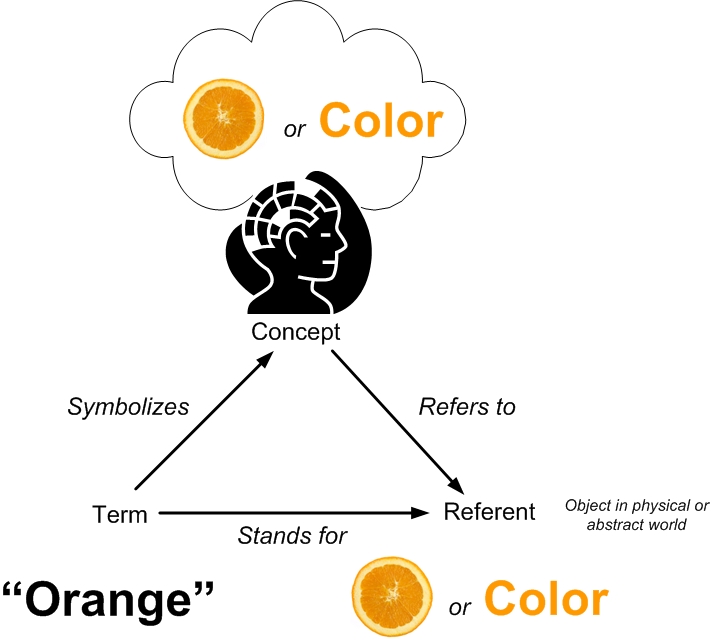 or Color
Concept
Symbolizes
Refers to
Term
Referent
Object in physical or
abstract world
Stands for
“Orange”
or Color